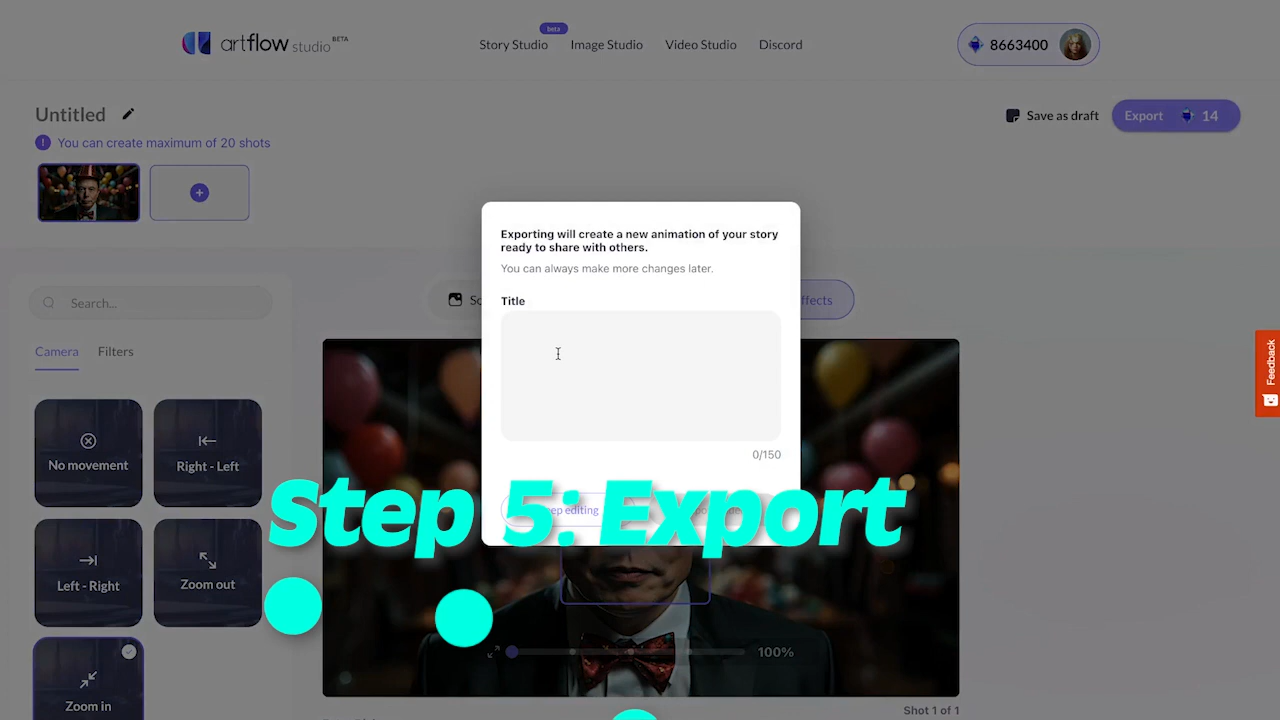 artflow studio BETA
beta
Story Studio
Image Studio
Video Studio
Discord
8663400
Untitled
Save as draft
Export 14
You can create maximum of 20 shots
Exporting will create a new animation of your story
ready to share with others.
You can always make more changes later.
Title
0/150
editing
Search...
Camera
Filters
No movement
Right - Left
Left - Right
Zoom out
Zoom in
Feedback
Step 5: Export
100%
Shot 1 of 1